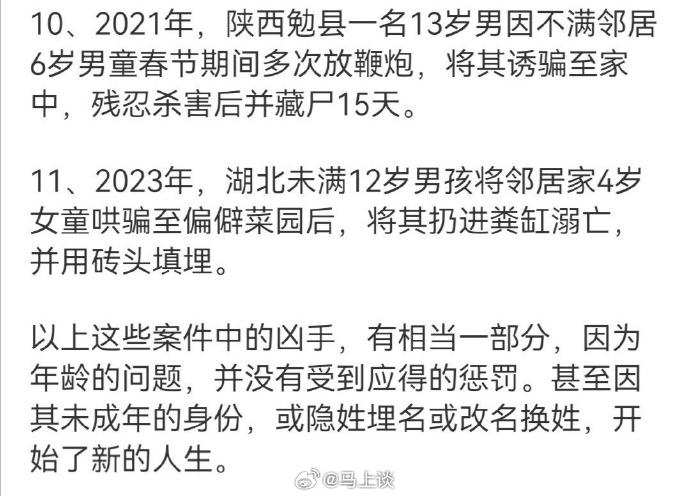 10、2021年，陕西勉县一名13岁男因不满邻居
6岁男童春节期间多次放鞭炮，将其诱骗至家
中，残忍杀害后并藏尸15天。
11、2023年，湖北未满12岁男孩将邻居家4岁
女童哄骗至偏僻菜园后，将其扔进粪缸溺亡，
并用砖头填埋。
以上这些案件中的凶手，有相当一部分，因为
年龄的问题，并没有受到应得的惩罚。甚至因
其未成年的身份，或隐姓埋名或改名换姓，开
始了新的人生。
@马上谈